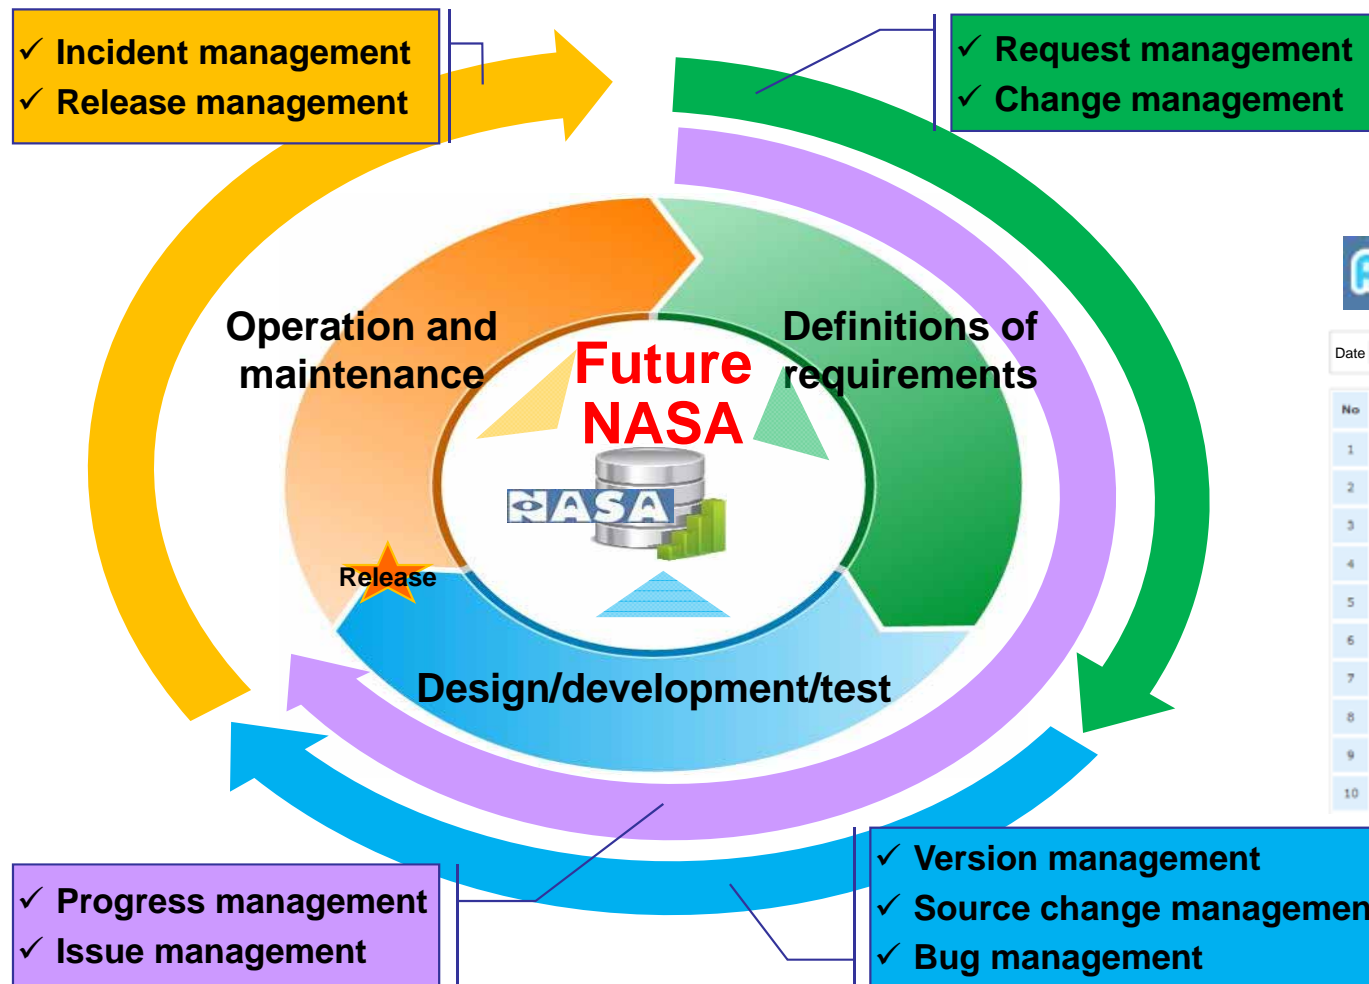 ✓ Incident management
✓ Release management
✓ Request management
✓ Change management
Operation and
maintenance
Definitions of
requirements
Future
NASA
NASA
Release
Design/development/test
Date
No
1
2
3
4
5
6
7
8
9
10
✓ Progress management
✓ Issue management
✓ Version management
✓ Source change managemen
✓ Bug management